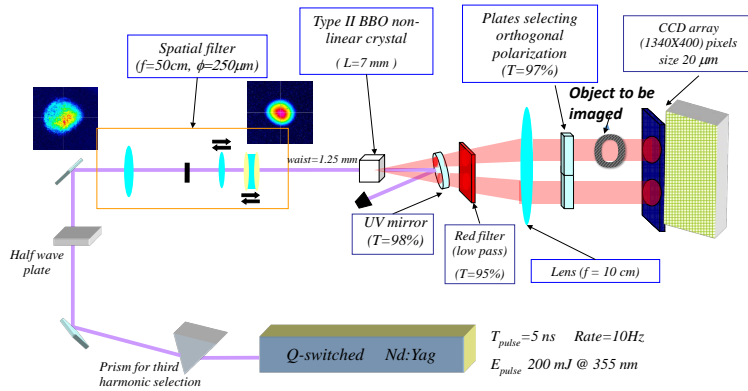 Spatial filter
(f=50cm, ϕ=250μm)
Type II BBO non-
linear crystal
( L=7 mm )
Plates selecting
orthogonal
polarization
(T=97%)
CCD array
(1340X400) pixels
size 20 μm
Object to be
imaged
waist=1.25 mm
UV mirror
(T=98%)
Red filter
(low pass)
(T=95%)
Lens (f = 10 cm)
Half wave
plate
Prism for third
harmonic selection
Q-switched Nd:Yag
Tpulse=5 ns Rate=10Hz
Epulse 200 mJ @ 355 nm